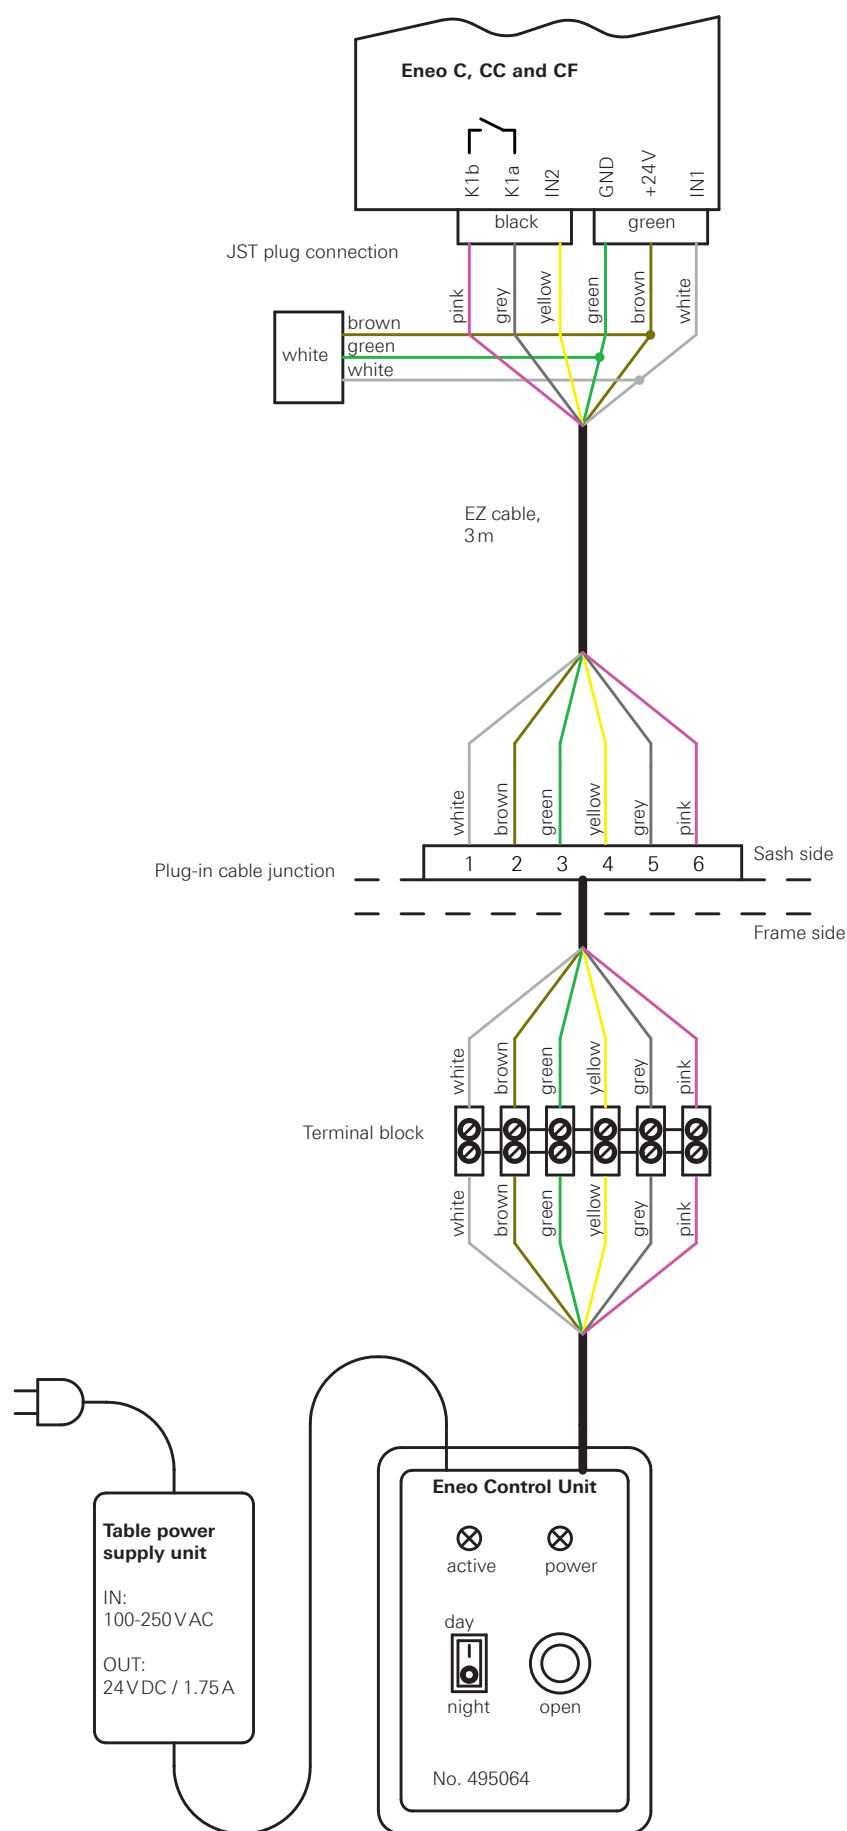 Eneo C, CC and CF
K1b
K1a
IN2
GND
+24V
IN1
black
green
JST plug connection
pink
grey
yellow
green
brown
white
brown
green
white
white
EZ cable,
3 m
white
brown
green
yellow
grey
pink
1 2 3 4 5 6
Sash side
Plug-in cable junction
Frame side
white
brown
green
yellow
grey
pink
Terminal block
white
brown
green
yellow
grey
pink
Eneo Control Unit
active
power
Table power
supply unit
IN:
100-250 V AC
OUT:
24 V DC / 1.75 A
day
night
open
No. 495064